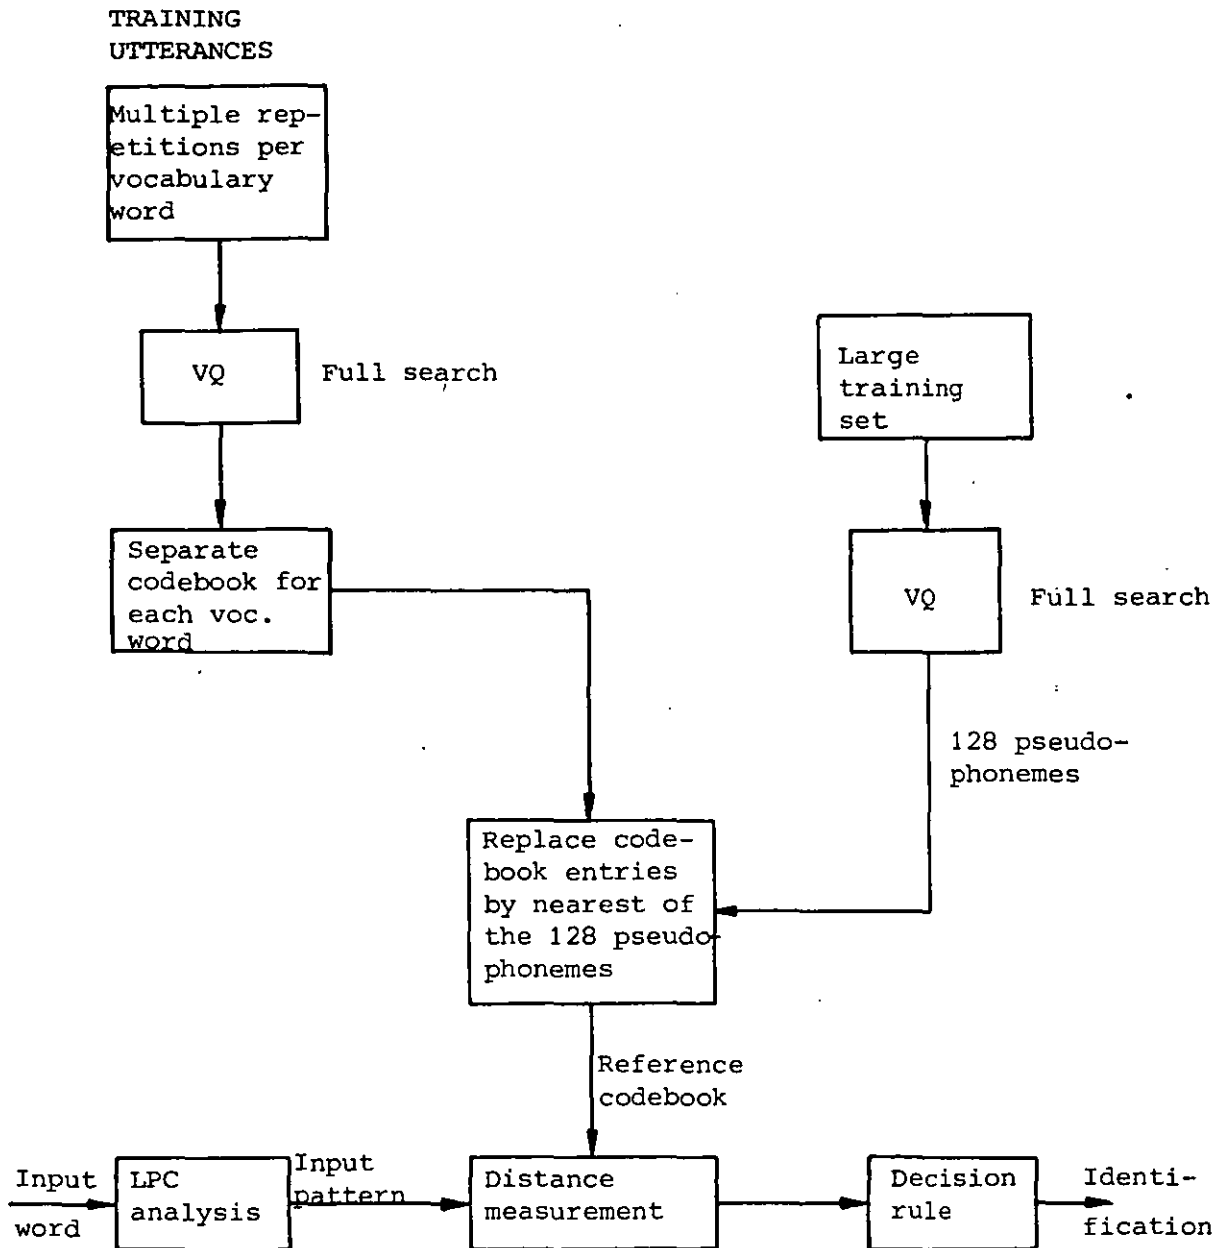 TRAINING
UTTERANCES
Multiple rep-
etitions per
vocabulary
word
VQ
Full search
Separate
codebook for
each voc.
word
Large
training
set
VQ
Full search
128 pseudo-
phonemes
Replace code-
book entries
by nearest of
the 128 pseudo-
phonemes
Reference
codebook
Input
word
LPC
analysis
Input
pattern
Distance
measurement
Decision
rule
Identi-
fication